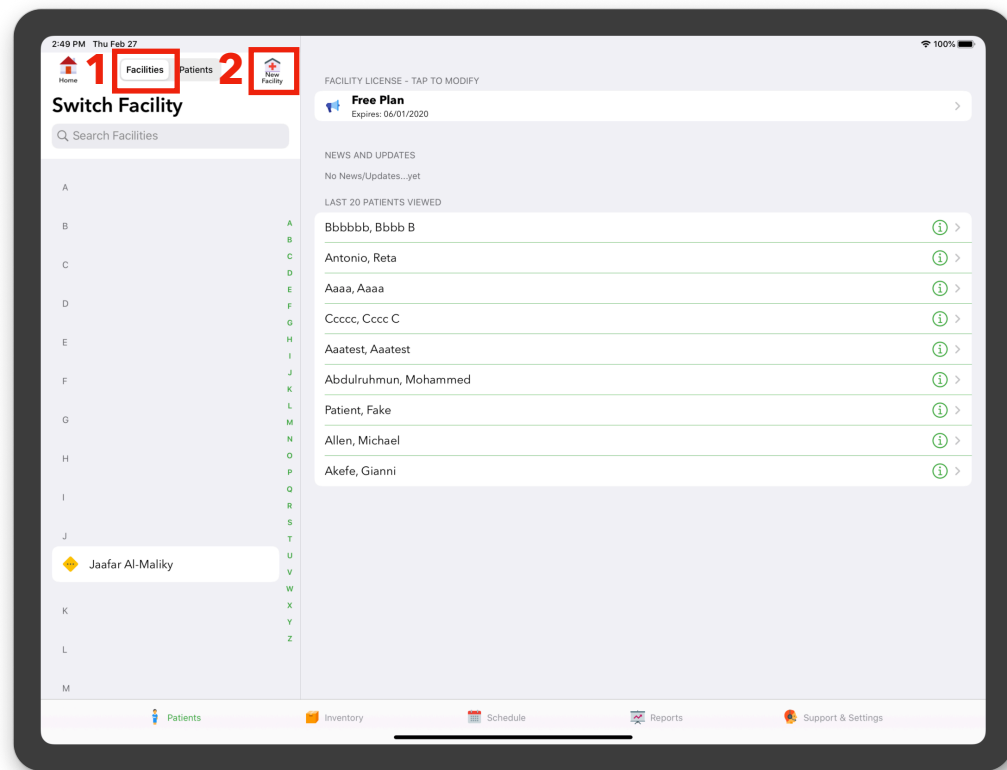 2:49 PM Thu Feb 27
100%
Home
1
Facilities
Patients
2
New
Facility
Switch Facility
Search Facilities
A
B
C
D
E
F
G
H
I
J
Jaafar Al-Maliky
K
L
M
A
B
C
D
E
F
G
H
I
J
K
L
M
N
O
P
Q
R
S
T
U
V
W
X
Y
Z
FACILITY LICENSE - TAP TO MODIFY
Free Plan
Expires: 06/01/2020
NEWS AND UPDATES
No News/Updates...yet
LAST 20 PATIENTS VIEWED
Bbbbbb, Bbbb B
Antonio, Reta
Aaaa, Aaaa
Ccccc, Cccc C
Aaatest, Aaatest
Abdulruhmun, Mohammed
Patient, Fake
Allen, Michael
Akefe, Gianni
Patients
Inventory
Schedule
Reports
Support & Settings